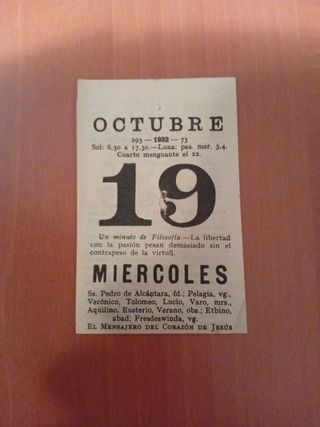 OCTUBRE
293 — 1932 — 73
Sol: 6,30 a 17,30.—Luna: pas. mer. 3,4.
Cuarto menguante el 22.
19
Un minuto de Filosofía.—La libertad
con la pasión pesan demasiado sin el
contrapeso de la virtud.
MIERCOLES
Ss. Pedro de Alcántara, fd.; Pelagia, vg.,
Verónico, Tolomeo, Lucio, Varo, mrs.,
Aquilino, Eusterio, Verano, obs.; Etbino,
abad; Fresdeswinda, vg.
EL MENSAJERO DEL CORAZÓN DE JESÚS